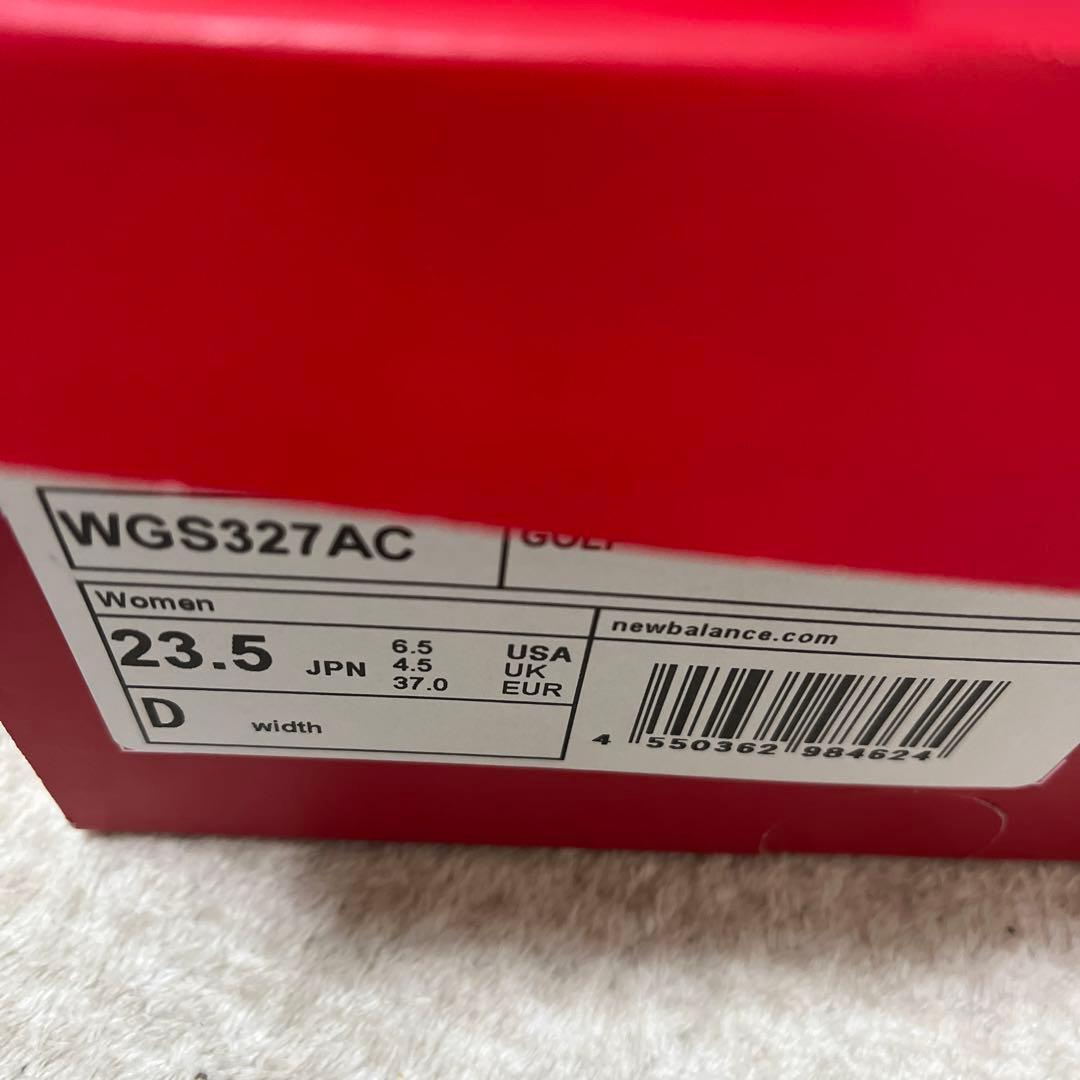 WGS327AC GOLF
Women
23.5 JPN 6.5 USA
4.5 UK
37.0 EUR
D width
newbalance.com
4 550362 984624